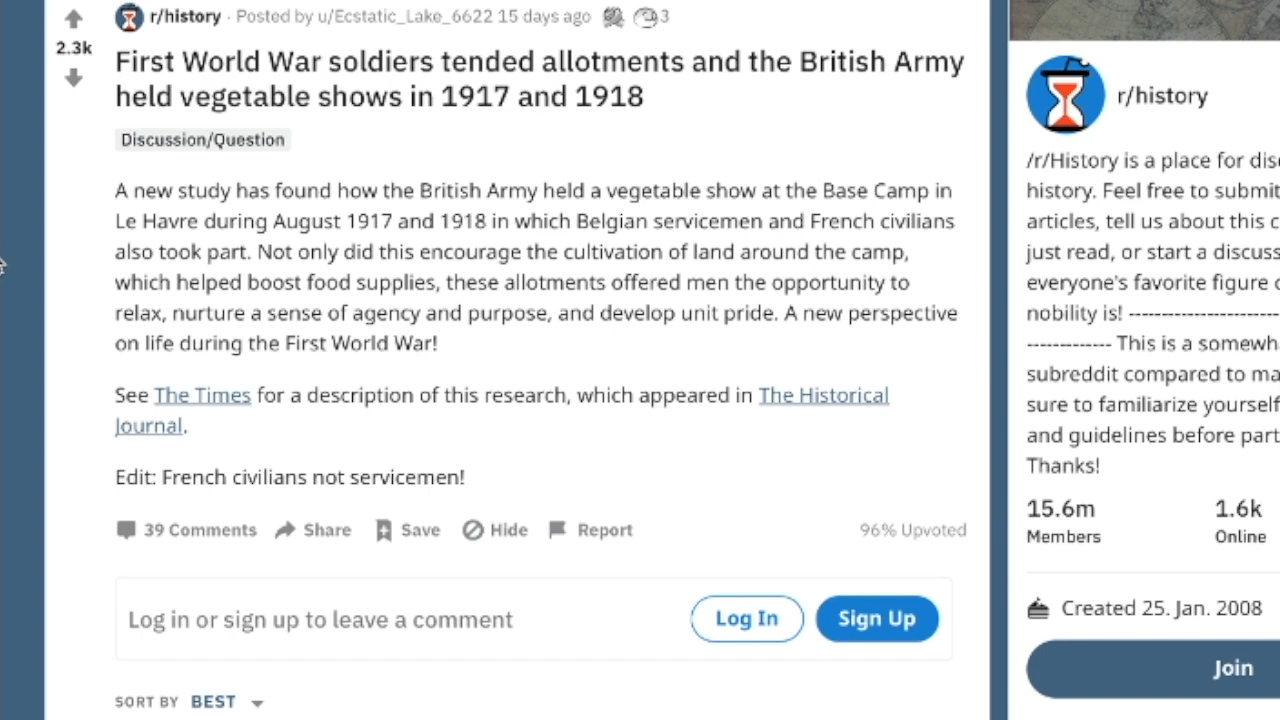 r/history · Posted by u/Ecstatic_Lake_6622 15 days ago 3
2.3k
First World War soldiers tended allotments and the British Army
held vegetable shows in 1917 and 1918
Discussion/Question
A new study has found how the British Army held a vegetable show at the Base Camp in
Le Havre during August 1917 and 1918 in which Belgian servicemen and French civilians
also took part. Not only did this encourage the cultivation of land around the camp,
which helped boost food supplies, these allotments offered men the opportunity to
relax, nurture a sense of agency and purpose, and develop unit pride. A new perspective
on life during the First World War!
See The Times for a description of this research, which appeared in The Historical
Journal.
Edit: French civilians not servicemen!
39 Comments Share Save Hide Report 96% Upvoted
Log in or sign up to leave a comment Log In Sign Up
SORT BY BEST
r/history
/r/History is a place for disc
history. Feel free to submit
articles, tell us about this c
just read, or start a discuss
everyone's favorite figure o
nobility is! -----------------------
------------- This is a somewha
subreddit compared to ma
sure to familiarize yourself
and guidelines before part
Thanks!
15.6m 1.6k
Members Online
Created 25. Jan. 2008
Join